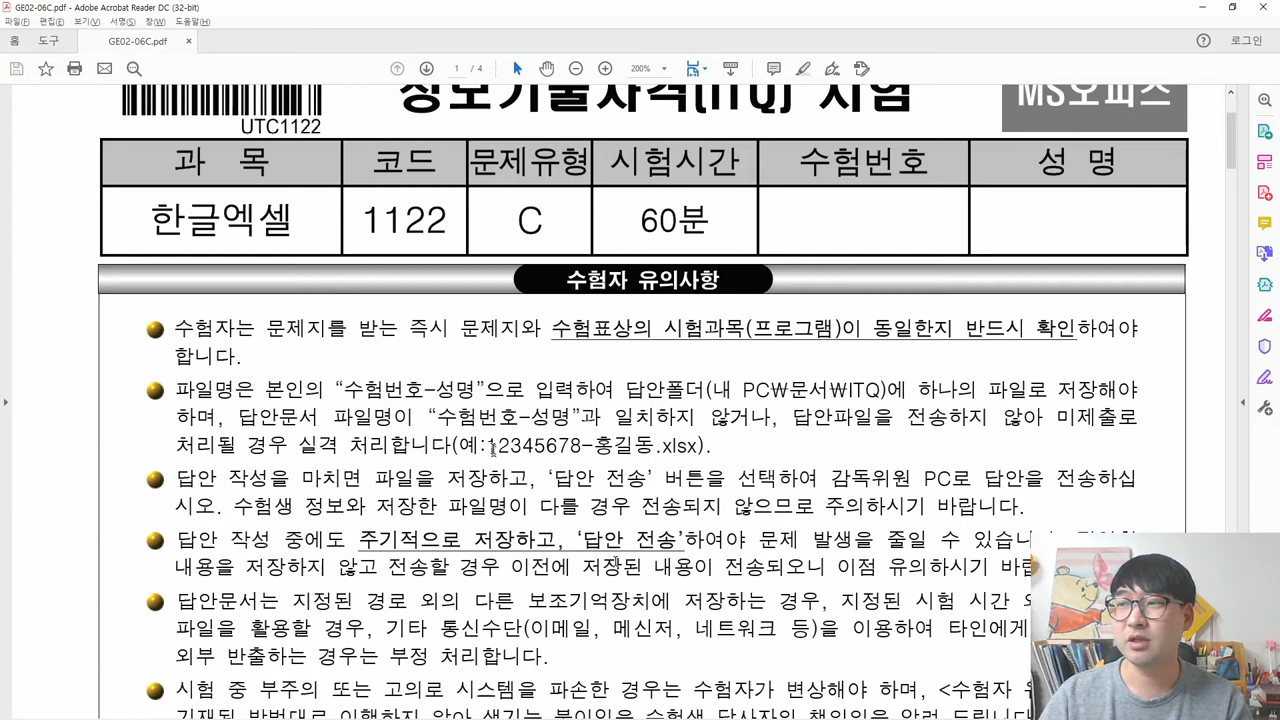 GE02-06C.pdf - Adobe Acrobat Reader DC (32-bit)
파일(F) 편집(E) 보기(V) 서명(S) 창(W) 도움말(H)
홈 도구 GE02-06C.pdf × 로그인
1 / 4 200%
정보기술자격(ITQ) 시험
MS오피스
UTC1122
과 목 코드 문제유형 시험시간 수험번호 성 명
한글엑셀 1122 C 60분
수험자 유의사항
수험자는 문제지를 받는 즉시 문제지와 수험표상의 시험과목(프로그램)이 동일한지 반드시 확인하여야
합니다.
파일명은 본인의 “수험번호-성명”으로 입력하여 답안폴더(내 PC₩문서₩ITQ)에 하나의 파일로 저장해야
하며, 답안문서 파일명이 “수험번호-성명”과 일치하지 않거나, 답안파일을 전송하지 않아 미제출로
처리될 경우 실격 처리합니다(예:12345678-홍길동.xlsx).
답안 작성을 마치면 파일을 저장하고, ‘답안 전송’ 버튼을 선택하여 감독위원 PC로 답안을 전송하십
시오. 수험생 정보와 저장한 파일명이 다를 경우 전송되지 않으므로 주의하시기 바랍니다.
답안 작성 중에도 주기적으로 저장하고, ‘답안 전송’하여야 문제 발생을 줄일 수 있습니
내용을 저장하지 않고 전송할 경우 이전에 저장된 내용이 전송되오니 이점 유의하시기
답안문서는 지정된 경로 외의 다른 보조기억장치에 저장하는 경우, 지정된 시험 시간
파일을 활용할 경우, 기타 통신수단(이메일, 메신저, 네트워크 등)을 이용하여 타인에게
외부 반출하는 경우는 부정 처리합니다.
시험 중 부주의 또는 고의로 시스템을 파손한 경우는 수험자가 변상해야 하며, <수험자